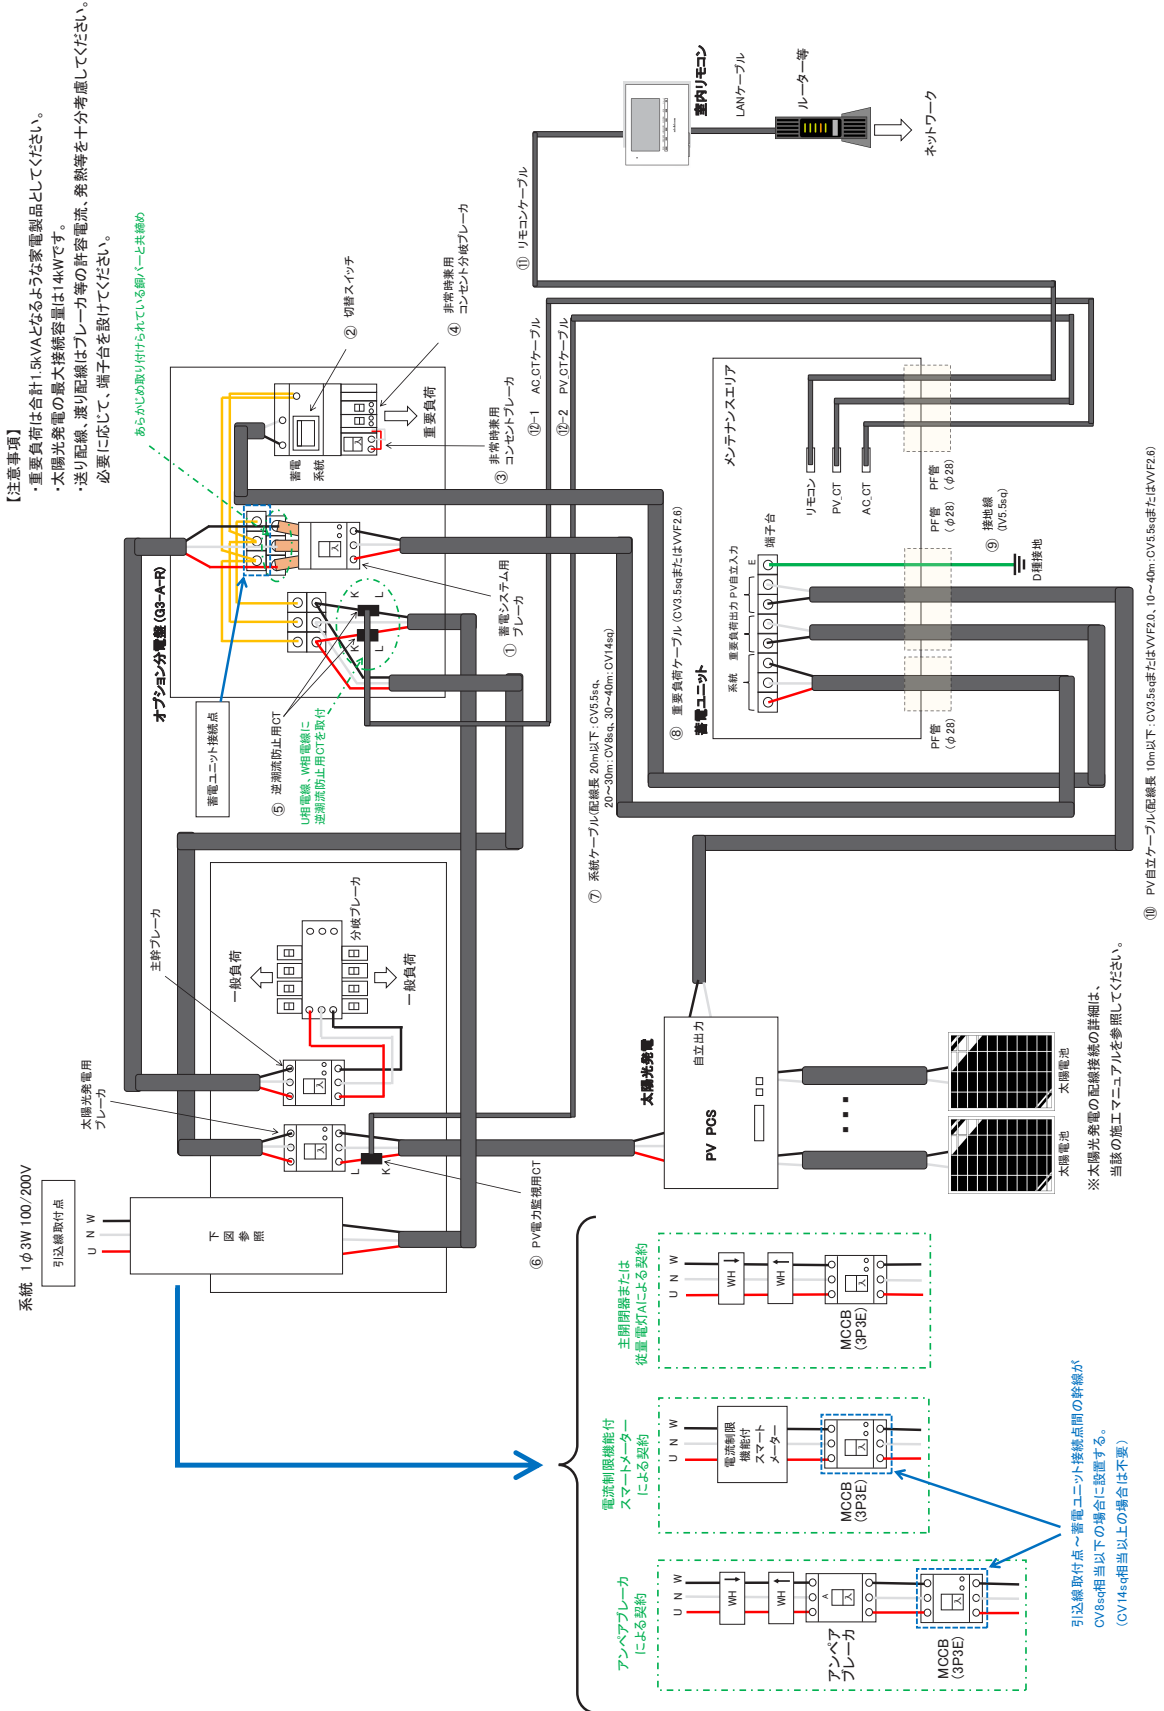 【注意事項】
・重要負荷は合計1.5kVAとなるような家電製品としてください。
・太陽光発電の最大接続容量は14kWです。
・送り配線、渡り配線はブレーカ等の許容電流、発熱等を十分考慮してください。
必要に応じて、端子台を設けてください。
あらかじめ取り付けられている銅バーと共締め
系統 1φ3W 100/200V
引込線取付点
U N W
下図参照
太陽光発電用
ブレーカ
主幹ブレーカ
一般負荷
一般負荷
分岐ブレーカ
入
入
L
K
⑥ PV電力監視用CT
オプション分電盤(G3-A-R)
蓄電ユニット接続点
⑤ 逆潮流防止用CT
U相電線、W相電線に
逆潮流防止用CTを取付
K
L
K
L
入
① 蓄電システム用
ブレーカ
蓄電
系統
入
② 切替スイッチ
③ 非常時兼用
コンセントブレーカ
④ 非常時兼用
コンセント分岐ブレーカ
重要負荷
⑪ リモコンケーブル
⑫-1 AC_CTケーブル
⑫-2 PV_CTケーブル
室内リモコン
LANケーブル
ルーター等
ネットワーク
⑦ 系統ケーブル(配線長 20m以下:CV5.5sq、
20～30m:CV8sq、30～40m:CV14sq)
⑧ 重要負荷ケーブル(CV3.5sqまたはVVF2.6)
蓄電ユニット
メンテナンスエリア
リモコン
PV_CT
AC_CT
系統
重要負荷出力
PV自立入力
E
端子台
PF管
(φ28)
PF管
(φ28)
PF管
(φ28)
⑨ 接地線
(IV5.5sq)
D種接地
⑩ PV自立ケーブル(配線長 10m以下:CV3.5sqまたはVVF2.0、10～40m:CV5.5sqまたはVVF2.6)
太陽光発電
PV PCS
自立出力
太陽電池
太陽電池
※太陽光発電の配線接続の詳細は、
当該の施工マニュアルを参照してください。
アンペアブレーカ
による契約
U N W
WH
WH
A
入
アンペア
ブレーカ
入
MCCB
(3P3E)
電流制限機能付
スマートメーター
による契約
U N W
電流制限
機能付
スマート
メーター
入
MCCB
(3P3E)
主開閉器または
従量電灯Aによる契約
U N W
WH
WH
入
MCCB
(3P3E)
引込線取付点～蓄電ユニット接続点間の幹線が
CV8sq相当以下の場合に設置する。
(CV14sq相当以上の場合は不要)